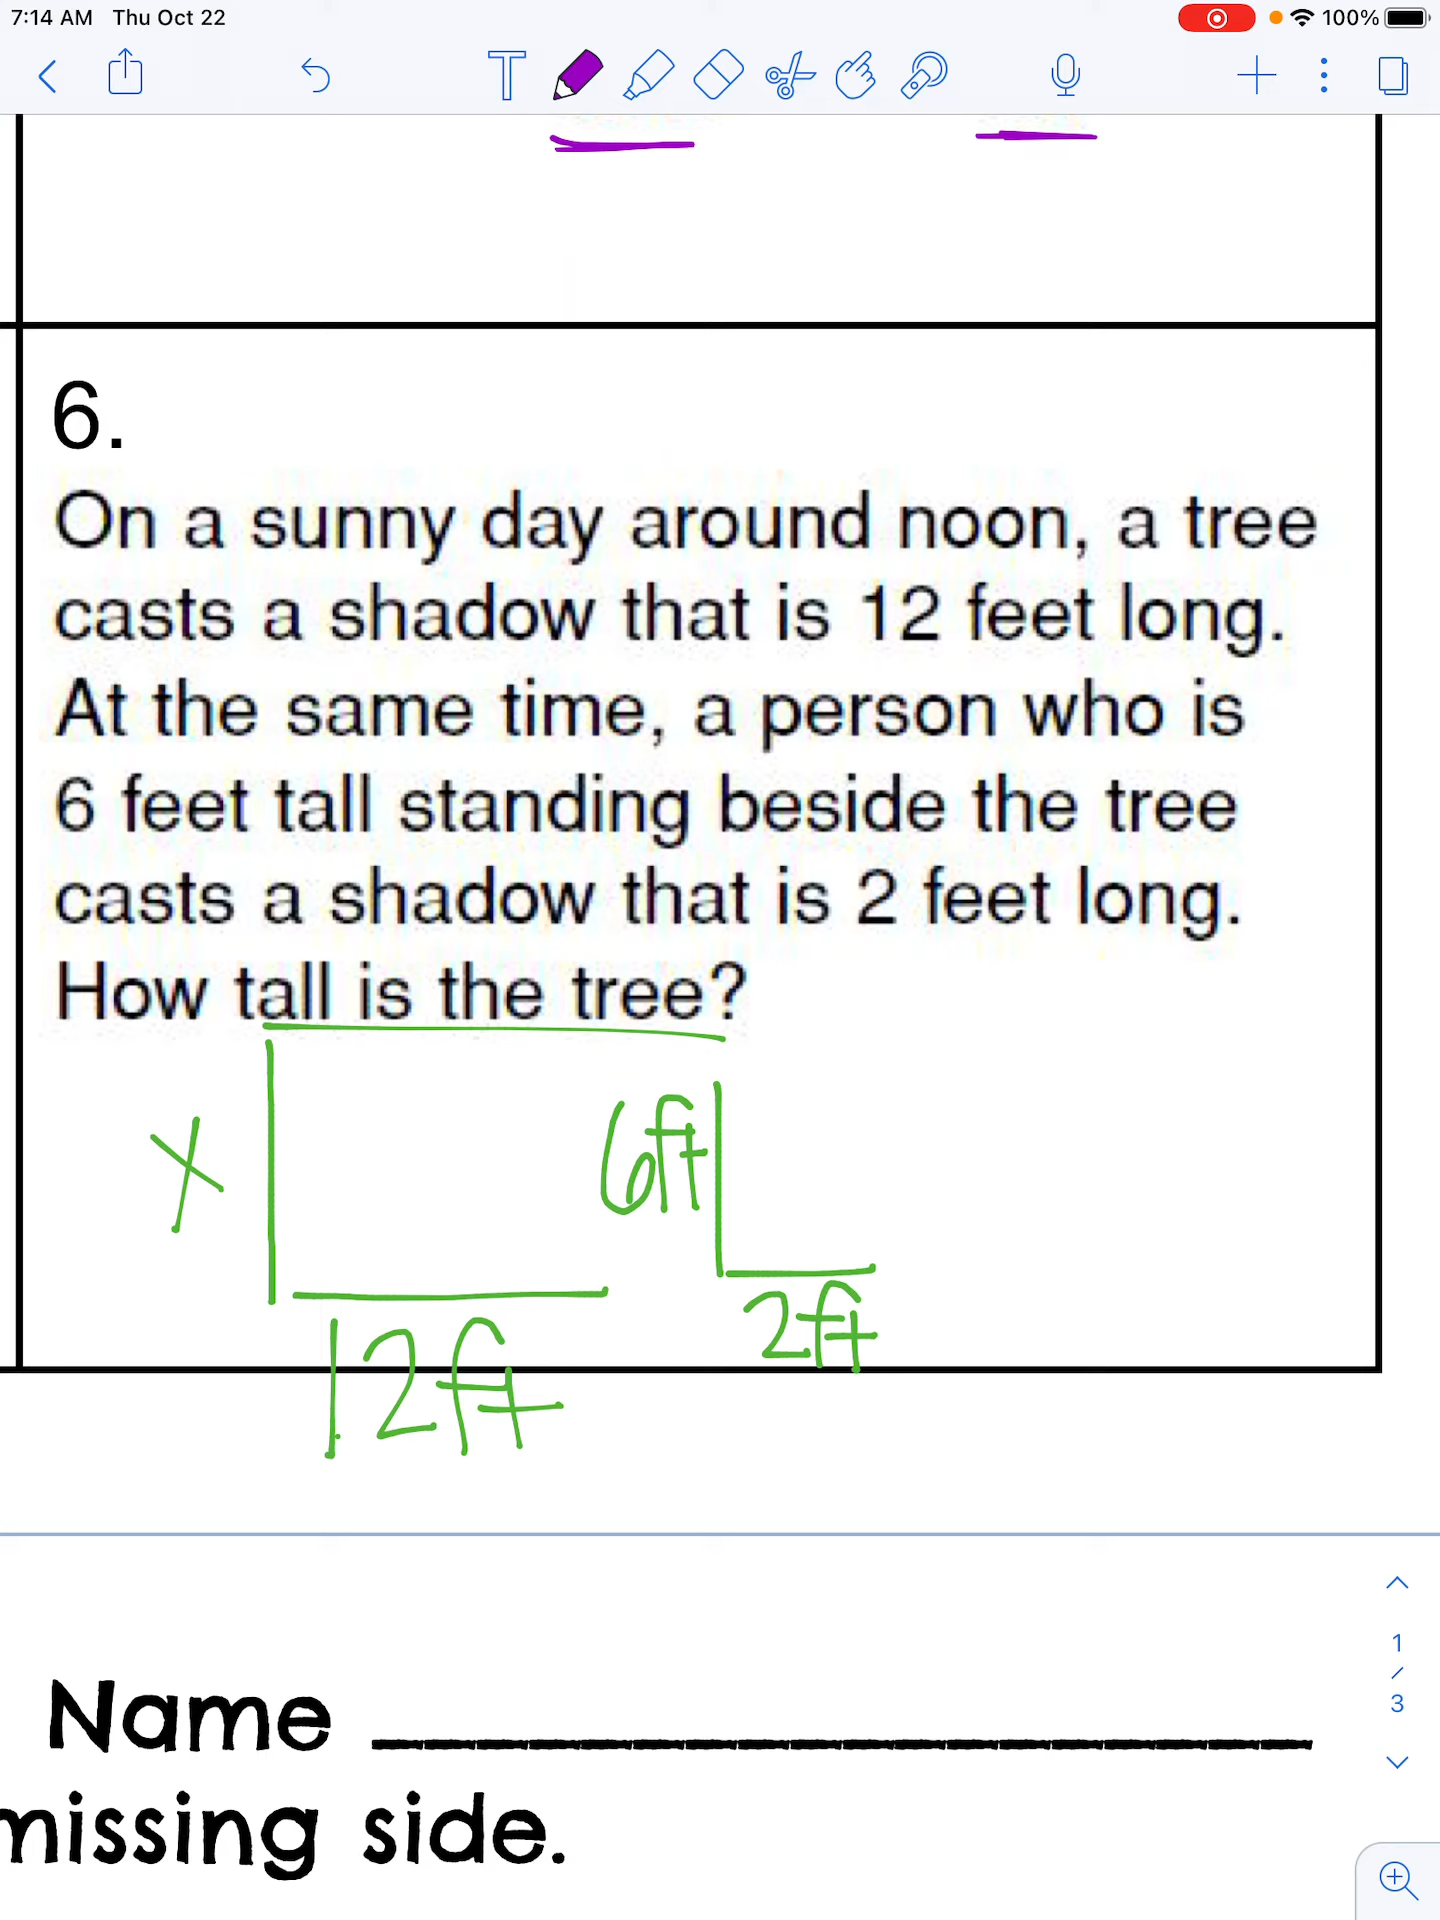 7:14 AM Thu Oct 22
100%
T
6.
On a sunny day around noon, a tree
casts a shadow that is 12 feet long.
At the same time, a person who is
6 feet tall standing beside the tree
casts a shadow that is 2 feet long.
How tall is the tree?
x
6ft
2ft
12ft
1
/
3
Name
missing side.